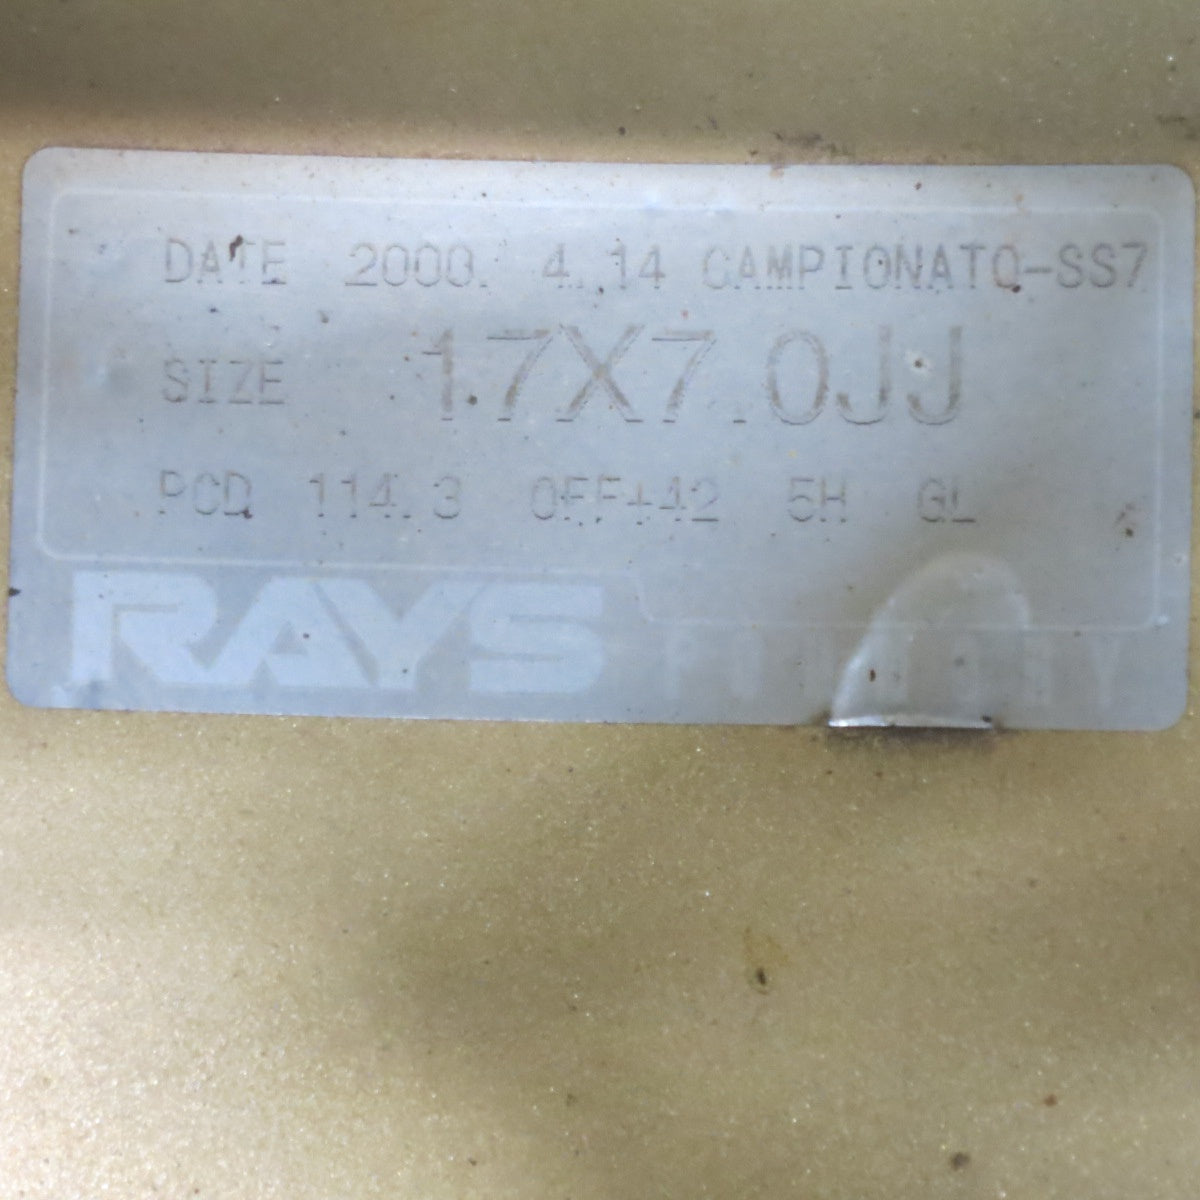 DATE 2000. 4.14 CAMPIONATO-SS7
SIZE 17X7.0JJ
PCD 114.3 OFF+42 5H GL
RAYS